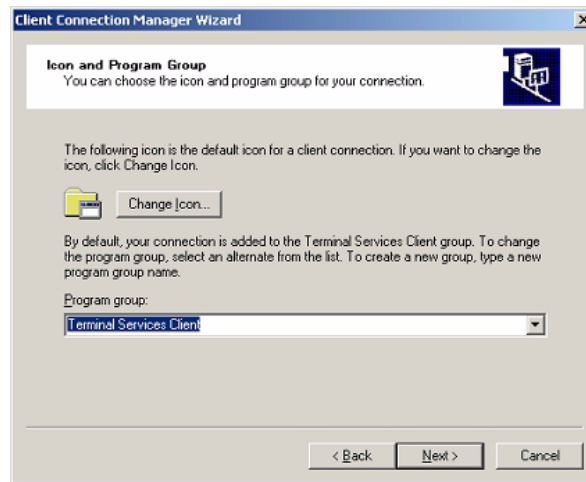 Client Connection Manager Wizard
Icon and Program Group
You can choose the icon and program group for your connection.
The following icon is the default icon for a client connection. If you want to change the
icon, click Change Icon.
Change Icon...
By default, your connection is added to the Terminal Services Client group. To change
the program group, select an alternate from the list. To create a new group, type a new
program group name.
Program group:
Terminal Services Client
< Back
Next >
Cancel